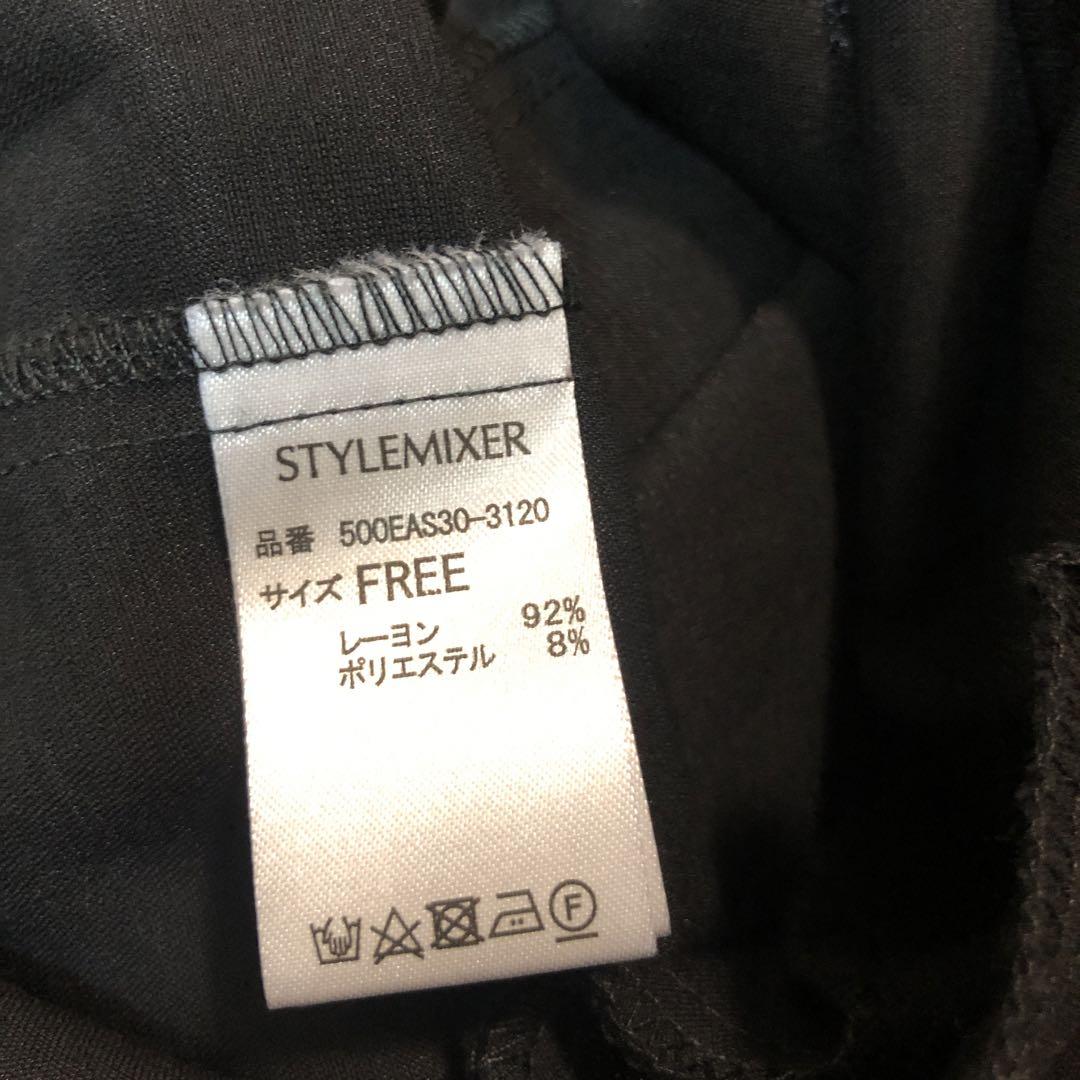 STYLEMIXER
品番 500EAS30-3120
サイズ FREE
レーヨン 92%
ポリエステル 8%
F